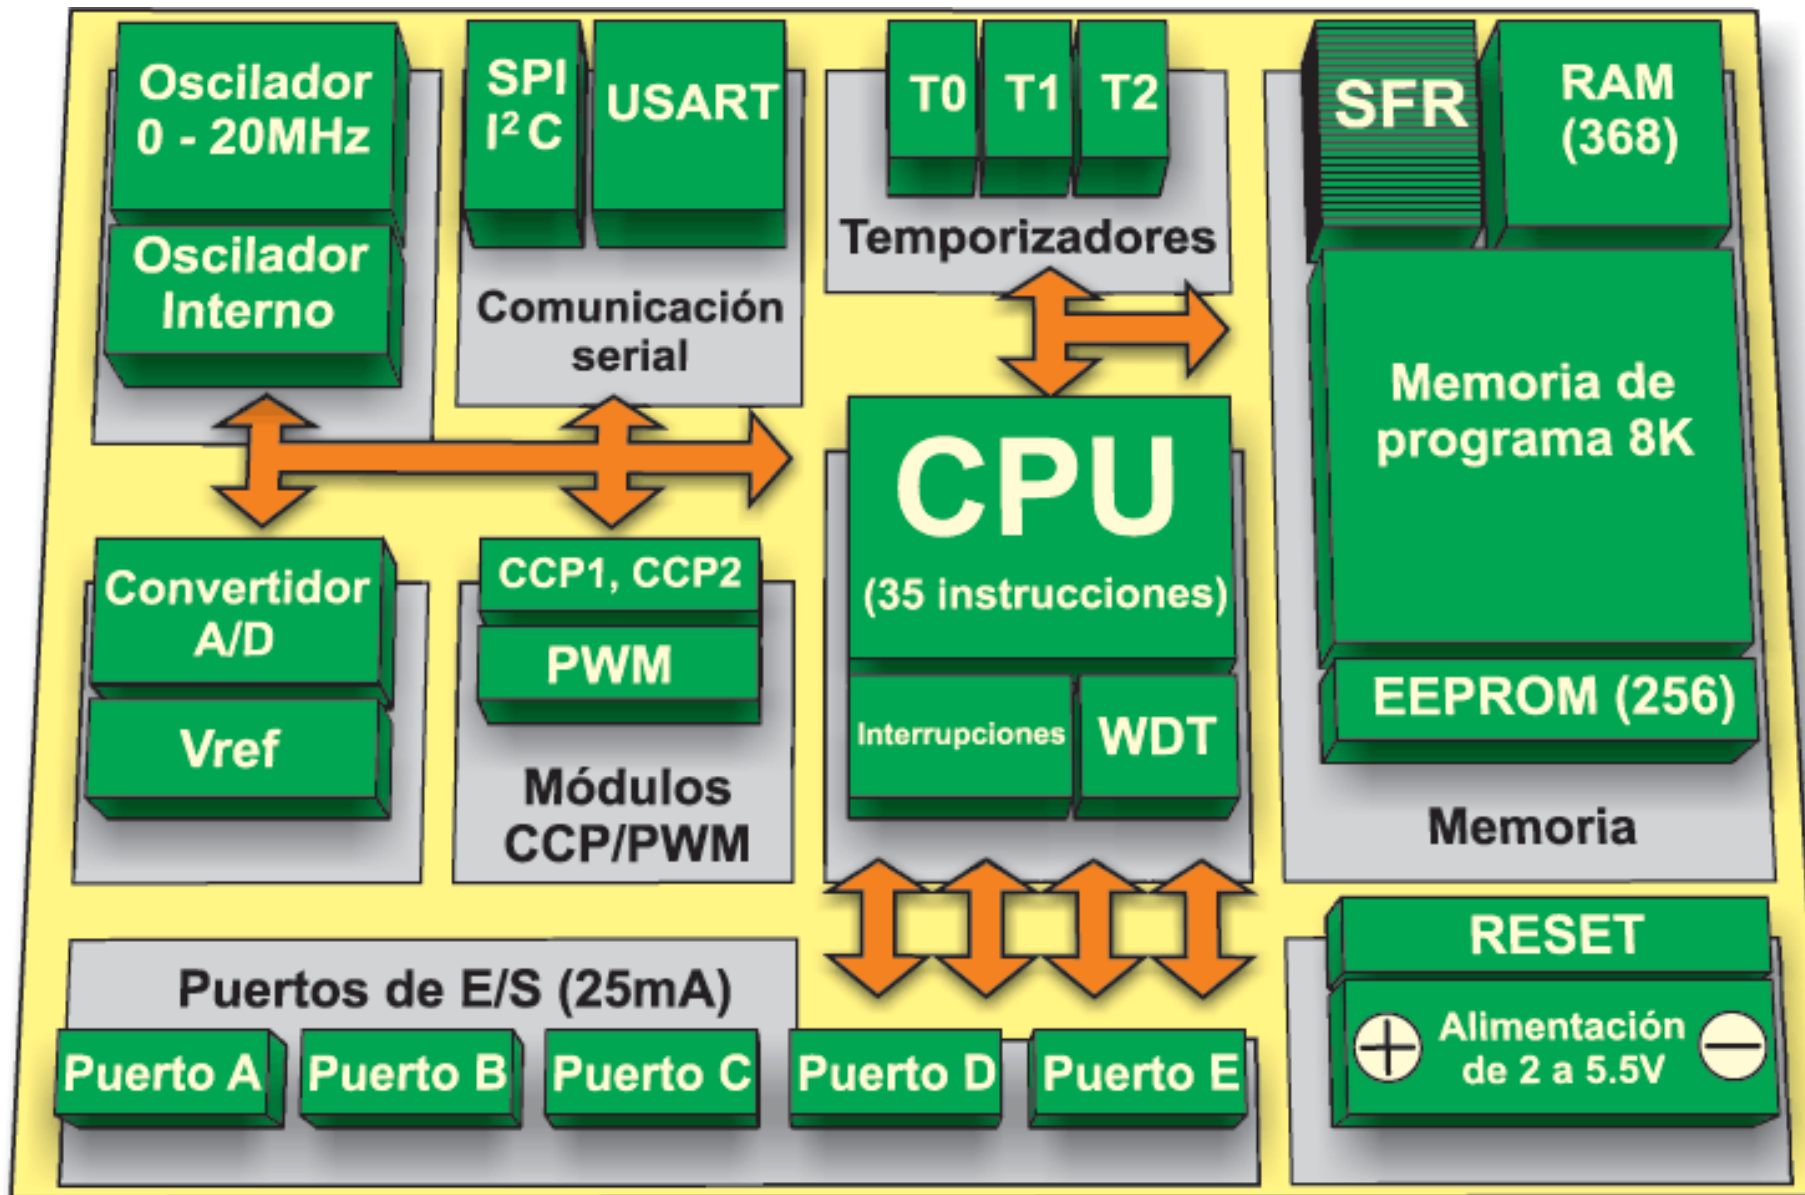 Oscilador
0 - 20MHz
Oscilador
Interno
SPI
I²C
USART
Comunicación
serial
T0
T1
T2
Temporizadores
SFR
RAM
(368)
Memoria de
programa 8K
EEPROM (256)
Memoria
CPU
(35 instrucciones)
Interrupciones
WDT
Convertidor
A/D
Vref
CCP1, CCP2
PWM
Módulos
CCP/PWM
Puertos de E/S (25mA)
Puerto A
Puerto B
Puerto C
Puerto D
Puerto E
RESET
+
Alimentación
de 2 a 5.5V
−